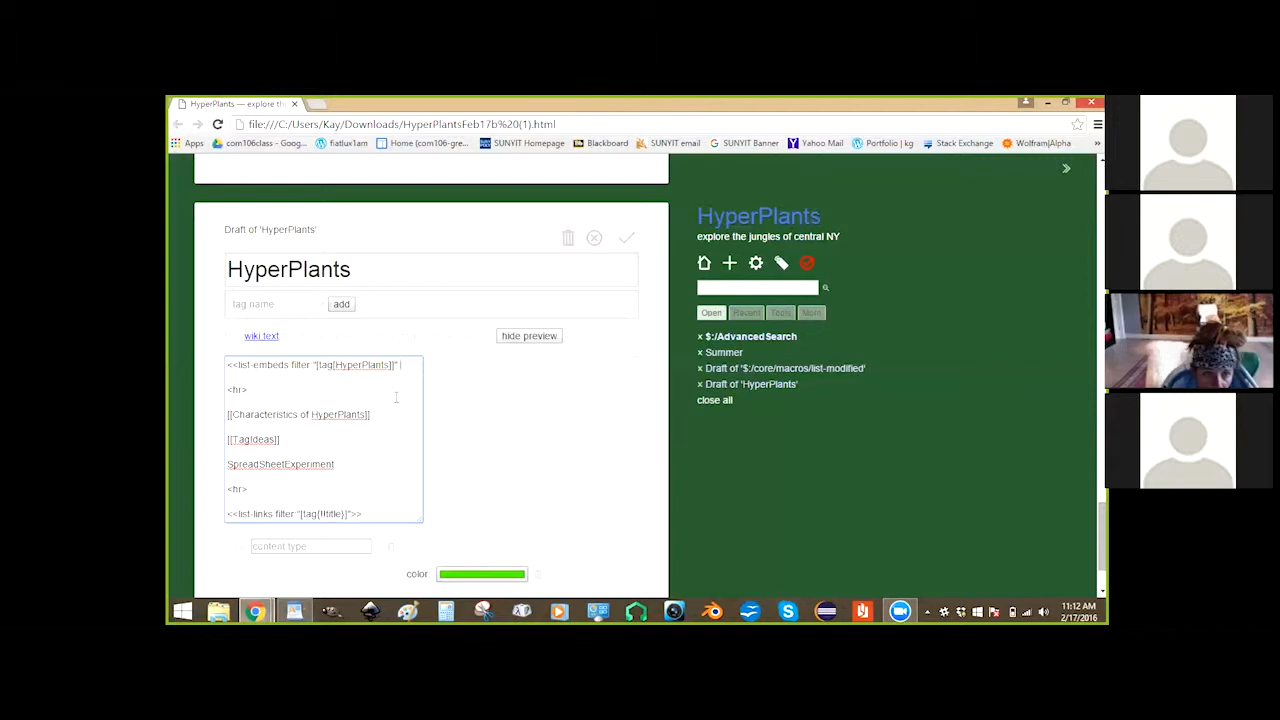 HyperPlants — explore th
file:///C:/Users/Kay/Downloads/HyperPlantsFeb17b%20(1).html
Apps com106class - Goog... fiatlux1am Home (com106-gre... SUNYIT Homepage Blackboard SUNYIT email SUNYIT Banner Yahoo Mail Portfolio | kg Stack Exchange Wolfram|Alpha »
Draft of 'HyperPlants'
HyperPlants
tag name add
wiki text hide preview
<<list-embeds filter "[tag[HyperPlants]]"
<hr>
[[Characteristics of HyperPlants]]
[[TagIdeas]]
SpreadSheetExperiment
<hr>
<<list-links filter:"[tag{!!title}]">>
content type
color:
HyperPlants
explore the jungles of central NY
Open Recent Tools More
× $:/AdvancedSearch
× Summer
× Draft of '$:/core/macros/list-modified'
× Draft of 'HyperPlants'
close all
11:12 AM
2/17/2016